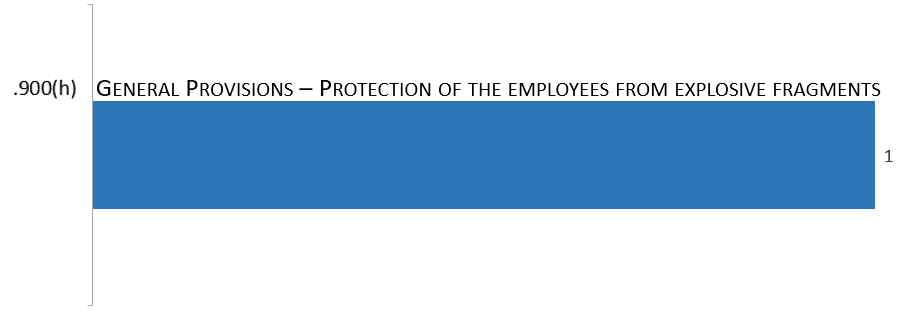 .900(h) General Provisions – Protection of the employees from explosive fragments
1